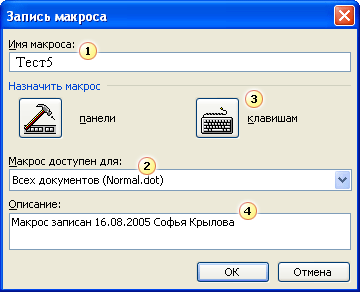 Запись макроса
Имя макроса:
1
Тест5
Назначить макрос
панели
3
клавишам
Макрос доступен для:
2
Всех документов (Normal.dot)
Описание:
4
Макрос записан 16.08.2005 Софья Крылова
OK
Отмена